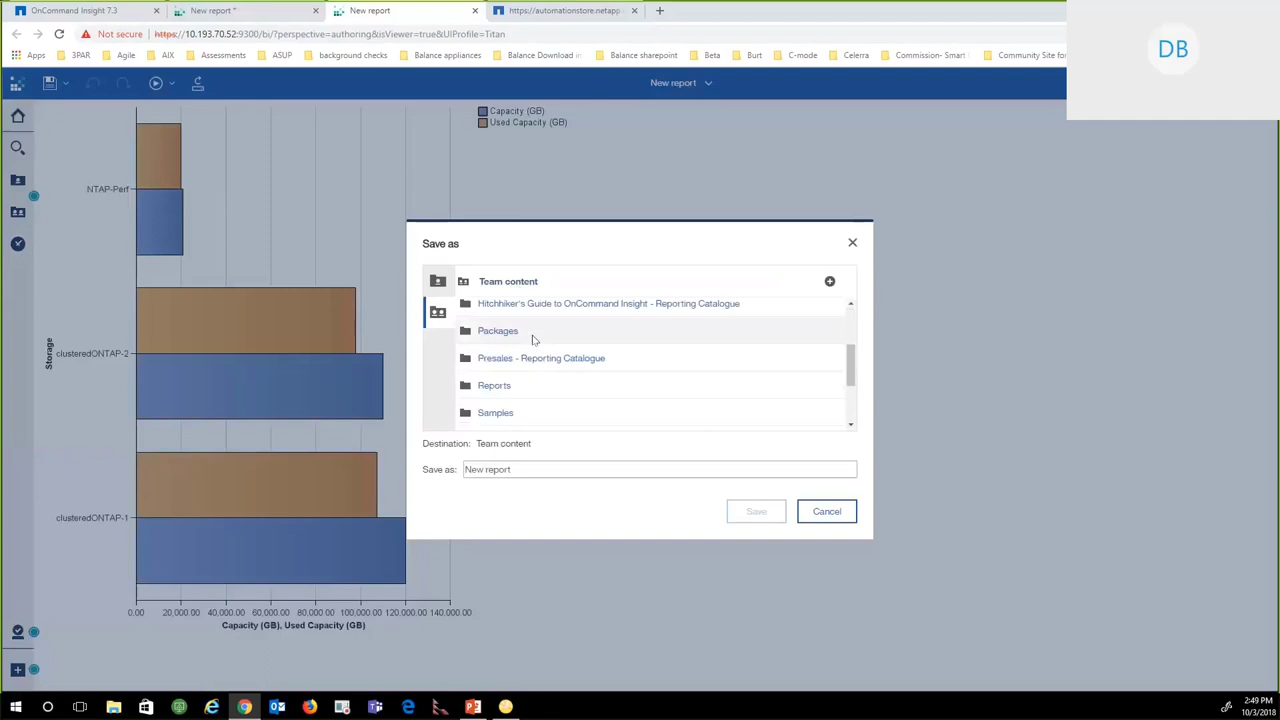 OnCommand Insight 7.3
New report *
New report
https://automationstore.netapp.
Not secure
https://10.193.70.52:9300/bi/?perspective=authoring&isViewer=true&UIProfile=Titan
Apps
3PAR
Agile
AIX
Assessments
ASUP
background checks
Balance appliances
Balance Download in
Balance sharepoint
Beta
Burt
C-mode
Celerra
Commission- Smart
Community Site for
DB
New report
Capacity (GB)
Used Capacity (GB)
NTAP-Perf
clusteredONTAP-2
clusteredONTAP-1
Storage
0.00
20,000.00
40,000.00
60,000.00
80,000.00
100,000.00
120,000.00
140,000.00
Capacity (GB), Used Capacity (GB)
Save as
Team content
Hitchhiker's Guide to OnCommand Insight - Reporting Catalogue
Packages
Presales - Reporting Catalogue
Reports
Samples
Destination: Team content
Save as: New report
Save
Cancel
2:49 PM
10/3/2018